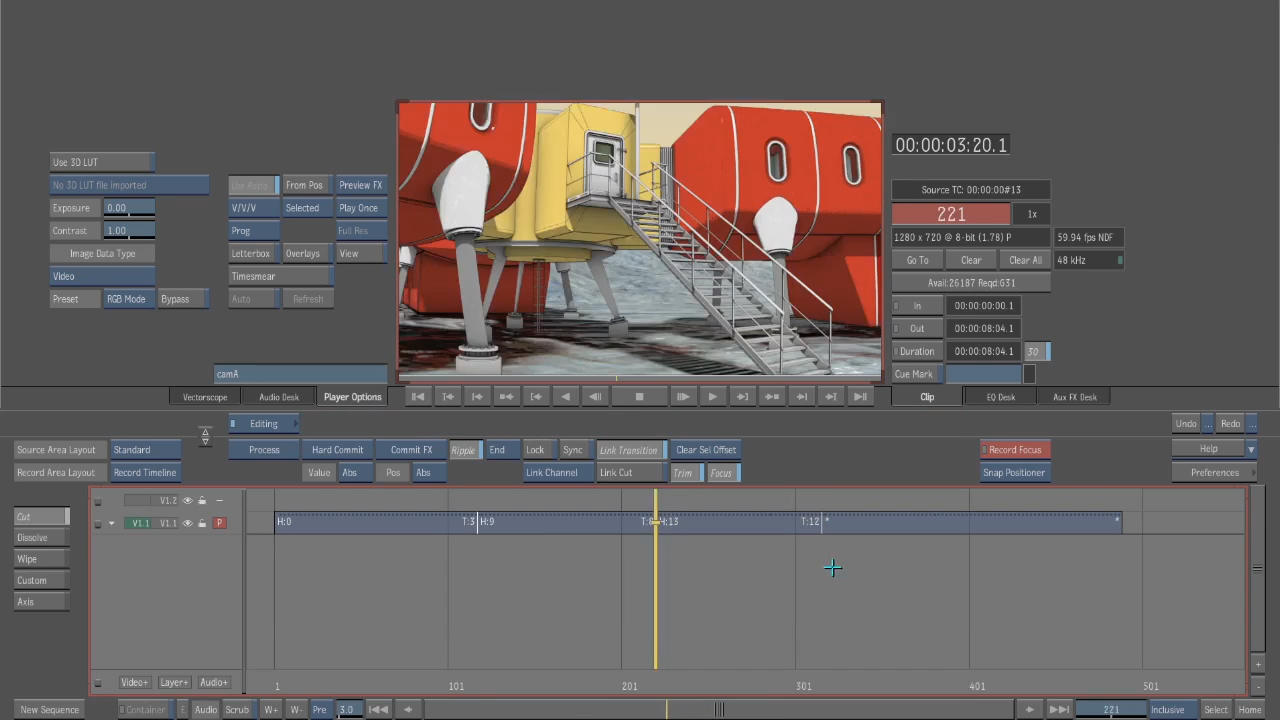 00:00:03:20.1
Use 3D LUT
No 3D LUT file imported
Use Ratio From Pos Preview FX
Source TC: 00:00:00#13
Exposure 0.00
V/V/V Selected Play Once
221 1x
Contrast 1.00
Prog Full Res
1280 x 720 @ 8-bit (1.78) P 59.94 fps NDF
Image Data Type
Letterbox Overlays View
Go To Clear Clear All 48 kHz
Video
Timesmear
Preset RGB Mode Bypass
Auto Refresh
In 00:00:00:00.1
Out 00:00:08:04.1
Duration 00:00:08:04.1 30
camA
Cue Mark
Vectorscope Audio Desk Player Options
Clip EQ Desk Aux FX Desk
Editing
Undo ... Redo ...
Source Area Layout Standard
Process Hard Commit Commit FX Ripple End Lock Sync Link Transition Clear Sel Offset
Record Focus
Help
Record Area Layout Record Timeline
Value Abs Pos Abs Link Channel Link Cut Trim Focus
Snap Positioner
Preferences
V1.2
Cut
V1.1 V1.1 P
H:0 T:3 H:9 H:13 T:12 * *
Dissolve
Wipe
Custom
Axis
Video+ Layer+ Audio+
1 101 201 301 401 501
New Sequence Container E Audio Scrub W+ W- Pre 3.0
221 Inclusive Select Home